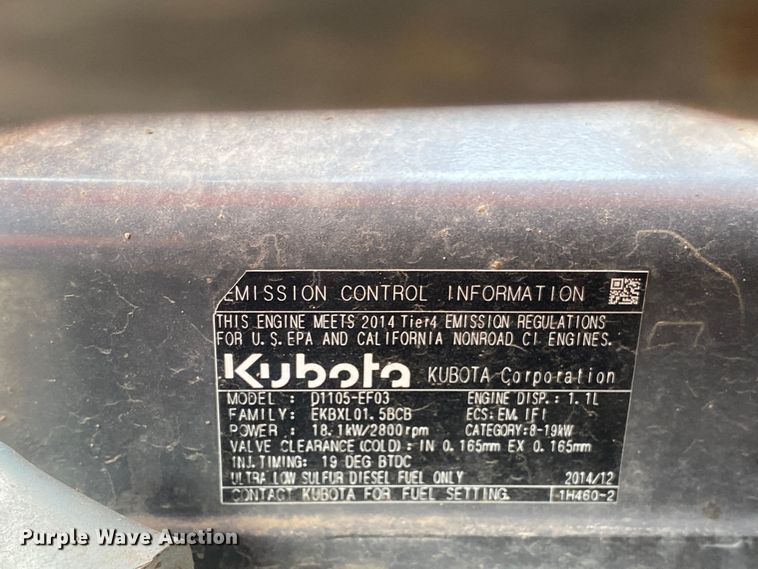 EMISSION CONTROL INFORMATION
THIS ENGINE MEETS 2014 Tier4 EMISSION REGULATIONS
FOR U.S.EPA AND CALIFORNIA NONROAD CI ENGINES.
Kubota KUBOTA Corporation
MODEL : D1105-EF03 ENGINE DISP.: 1.1L
FAMILY: EKBXL01.5BCB ECS:EM,IFI
POWER : 18.1kW/2800rpm CATEGORY:8-19kW
VALVE CLEARANCE(COLD): IN 0.165mm EX 0.165mm
INJ.TIMING: 19 DEG BTDC
ULTRA LOW SULFUR DIESEL FUEL ONLY 2014/12
CONTACT KUBOTA FOR FUEL SETTING. 1H460-2
Purple Wave Auction